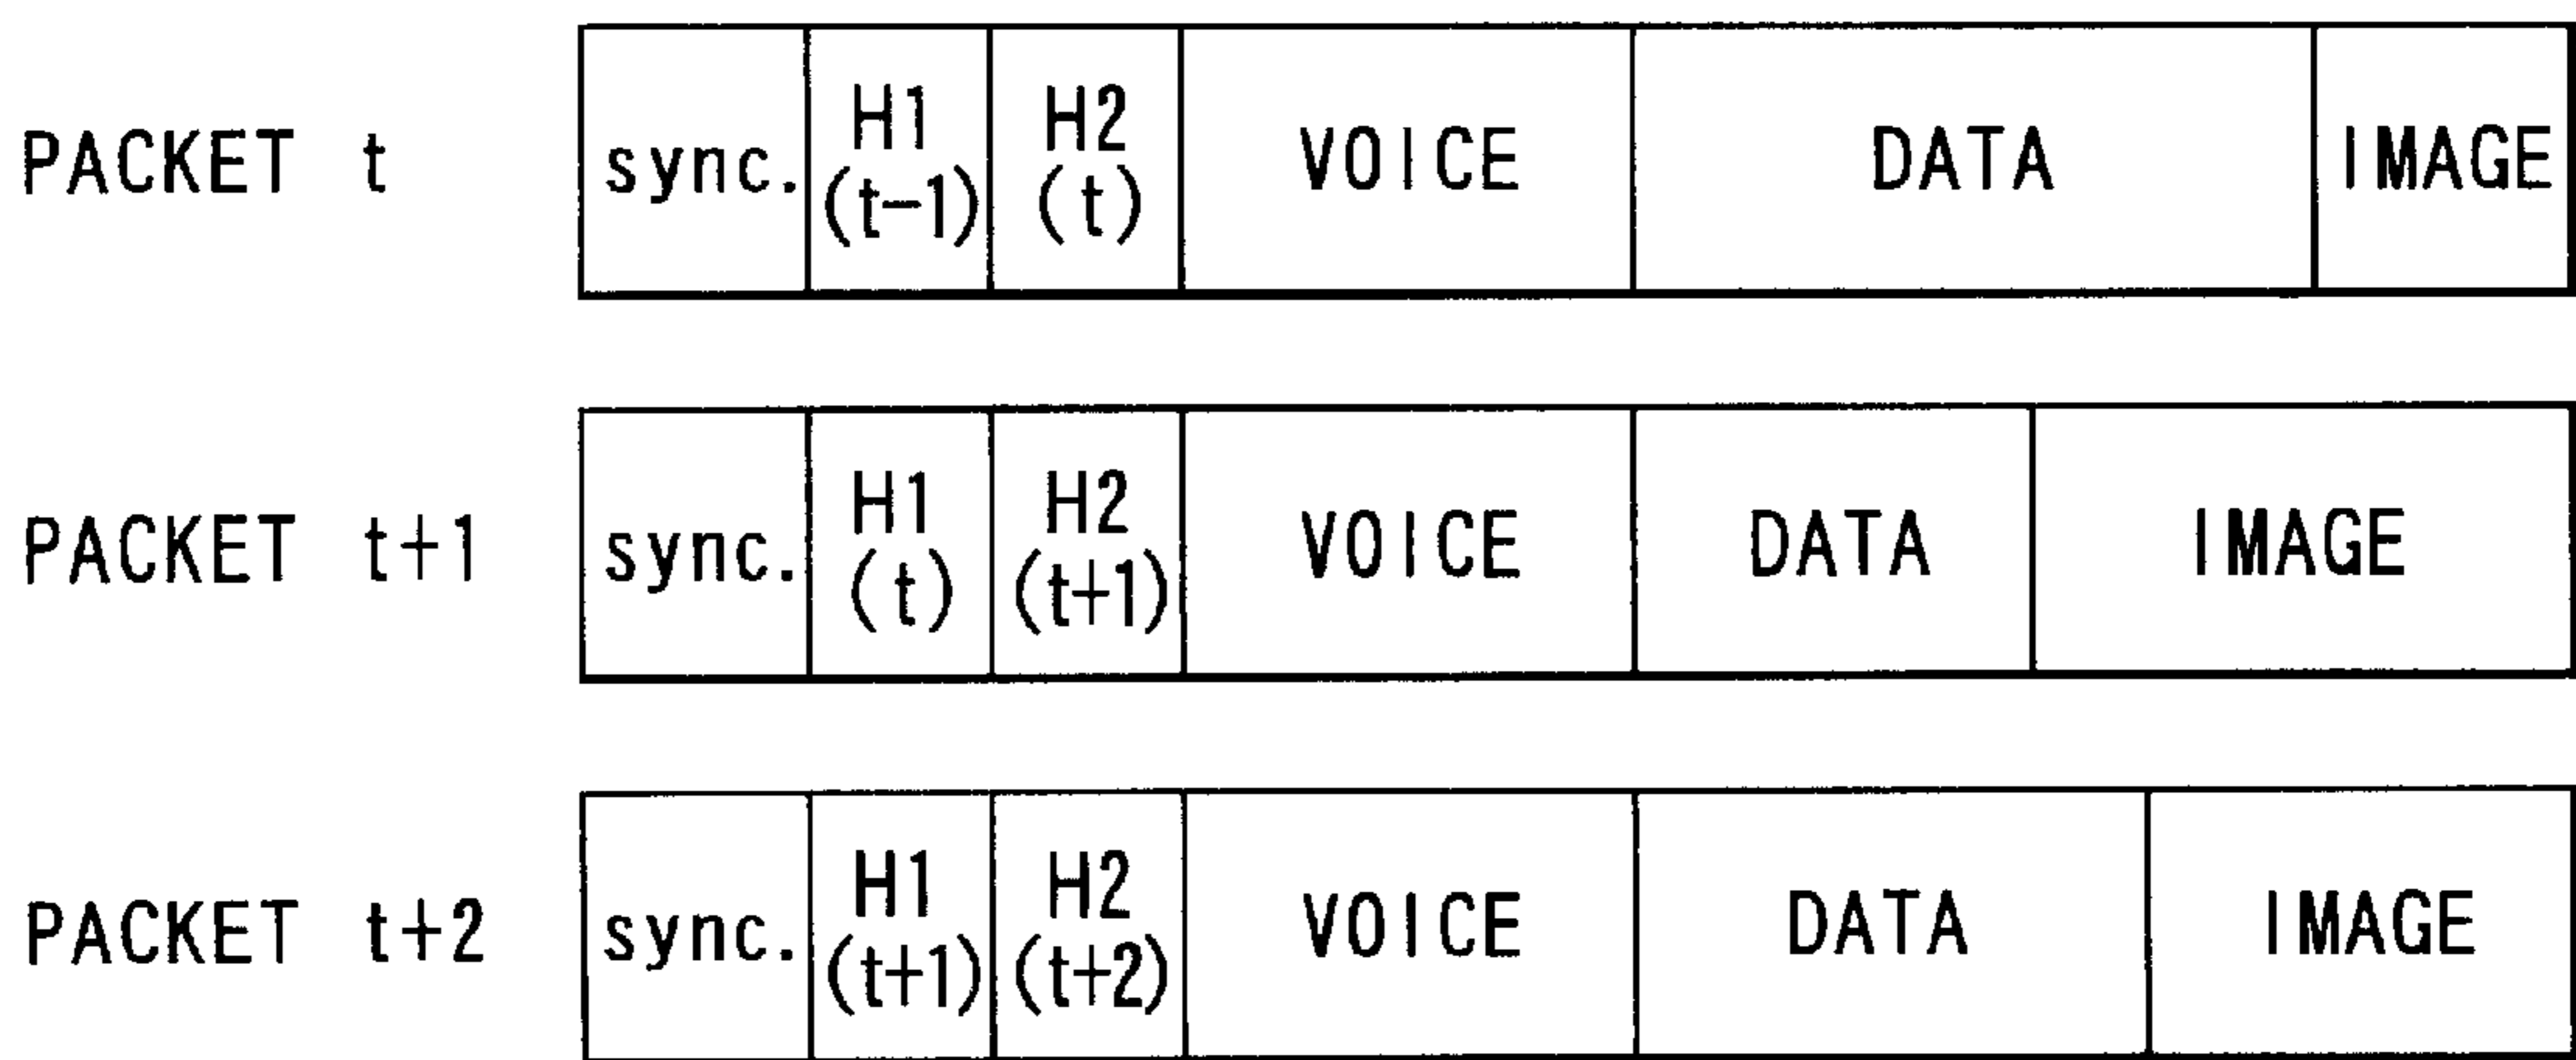 PACKET t sync. H1 (t-1) H2 (t) VOICE DATA IMAGE
PACKET t+1 sync. H1 (t) H2 (t+1) VOICE DATA IMAGE
PACKET t+2 sync. H1 (t+1) H2 (t+2) VOICE DATA IMAGE